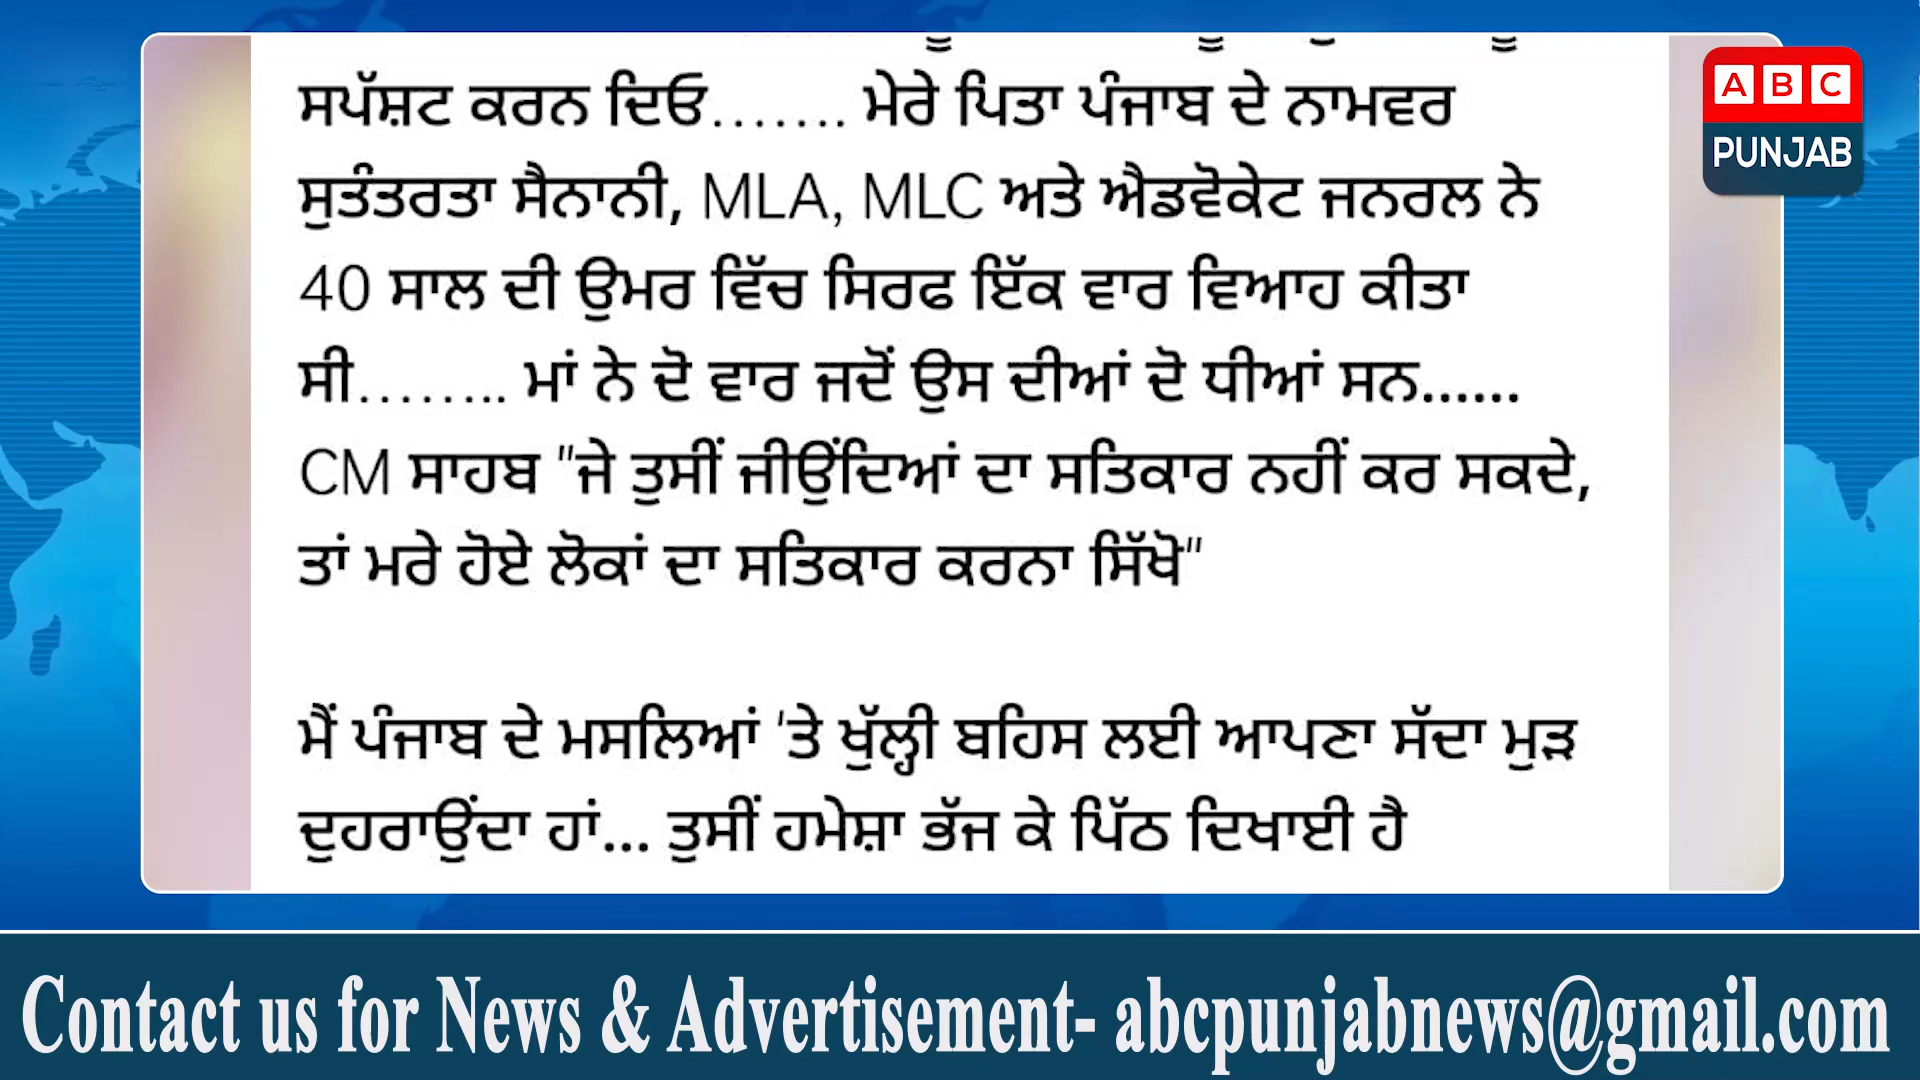 ਸਪੱਸ਼ਟ ਕਰਨ ਦਿਓ....... ਮੇਰੇ ਪਿਤਾ ਪੰਜਾਬ ਦੇ ਨਾਮਵਰ
ਸੁਤੰਤਰਤਾ ਸੈਨਾਨੀ, MLA, MLC ਅਤੇ ਐਡਵੋਕੇਟ ਜਨਰਲ ਨੇ
40 ਸਾਲ ਦੀ ਉਮਰ ਵਿੱਚ ਸਿਰਫ ਇੱਕ ਵਾਰ ਵਿਆਹ ਕੀਤਾ
ਸੀ........ ਮਾਂ ਨੇ ਦੋ ਵਾਰ ਜਦੋਂ ਉਸ ਦੀਆਂ ਦੋ ਧੀਆਂ ਸਨ......
CM ਸਾਹਬ "ਜੇ ਤੁਸੀਂ ਜੀਉਂਦਿਆਂ ਦਾ ਸਤਿਕਾਰ ਨਹੀਂ ਕਰ ਸਕਦੇ,
ਤਾਂ ਮਰੇ ਹੋਏ ਲੋਕਾਂ ਦਾ ਸਤਿਕਾਰ ਕਰਨਾ ਸਿੱਖੋ"
ਮੈਂ ਪੰਜਾਬ ਦੇ ਮਸਲਿਆਂ 'ਤੇ ਖੁੱਲ੍ਹੀ ਬਹਿਸ ਲਈ ਆਪਣਾ ਸੱਦਾ ਮੁੜ
ਦੁਹਰਾਉਂਦਾ ਹਾਂ... ਤੁਸੀਂ ਹਮੇਸ਼ਾ ਭੱਜ ਕੇ ਪਿੱਠ ਦਿਖਾਈ ਹੈ
A B C
PUNJAB
Contact us for News & Advertisement- abcpunjabnews@gmail.com